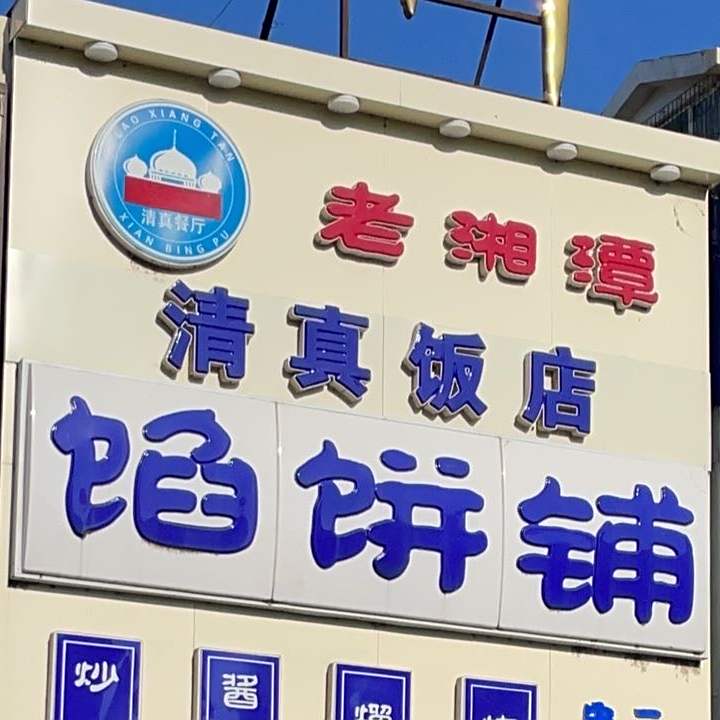 LAO XIANG TAN
清真餐厅
XIAN BING PU
老湘潭
清真饭店
馅饼铺
炒 酱 熘